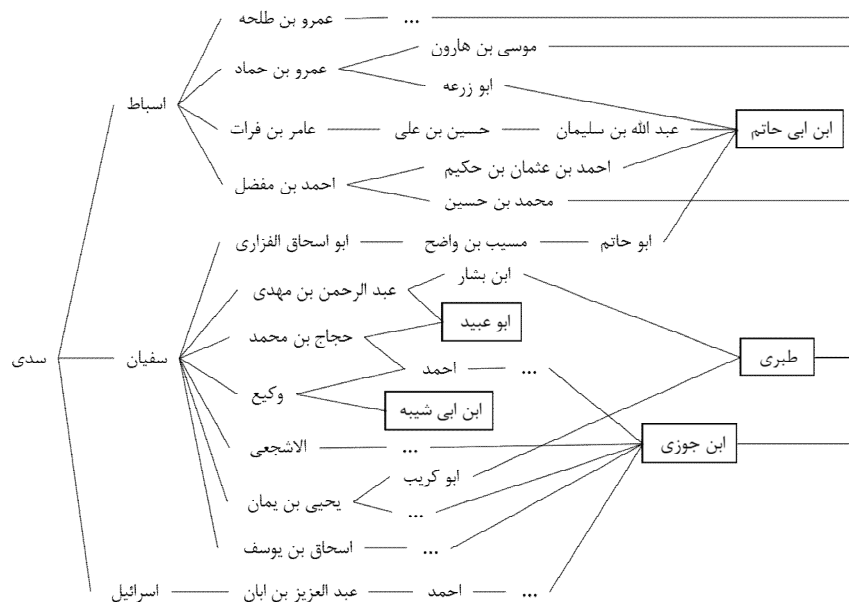 عمرو بن طلحه ...
موسی بن هارون
عمرو بن حماد
ابو زرعه
اسباط
عامر بن فرات حسین بن علی عبد الله بن سلیمان ابن ابی حاتم
احمد بن عثمان بن حکیم
احمد بن مفضل
محمد بن حسین
ابو اسحاق الفزاری مسیب بن واضح ابو حاتم
ابن بشار
عبد الرحمن بن مهدی
ابو عبید
حجاج بن محمد
سدی سفیان احمد ... طبری
وکیع
ابن ابی شیبه
الاشجعی ... ابن جوزی
ابو کریب
یحیی بن یمان
...
اسحاق بن یوسف ...
اسرائیل عبد العزیز بن ابان احمد ...